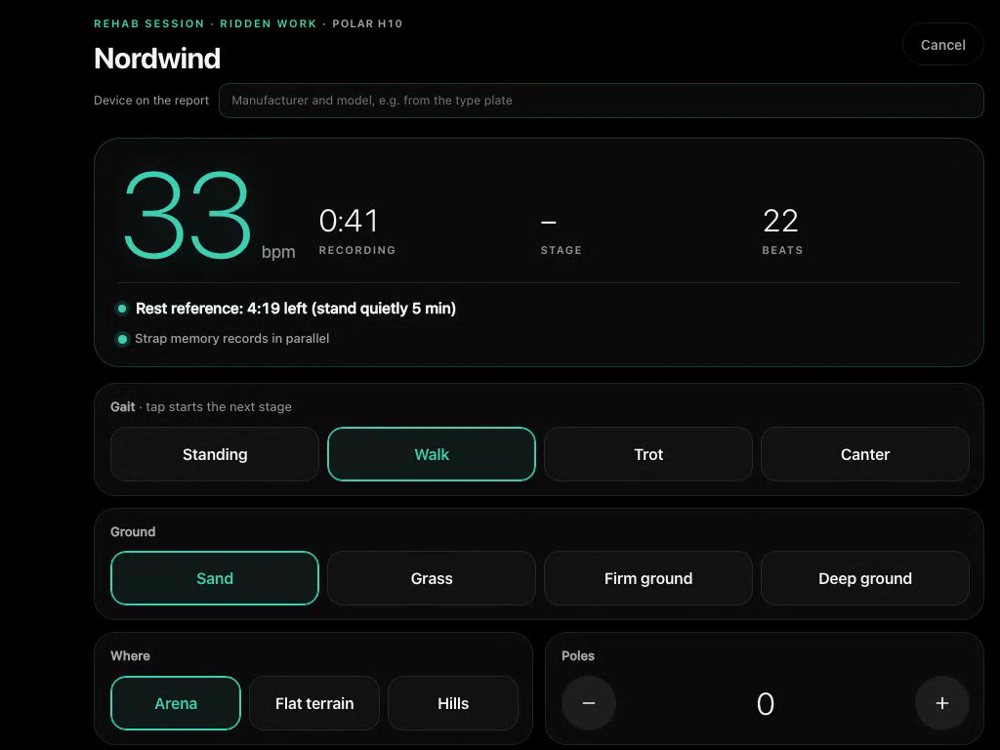 REHAB SESSION · RIDDEN WORK · POLAR H10
Nordwind
Cancel
Device on the report
Manufacturer and model, e.g. from the type plate
33 bpm
0:41
RECORDING
–
STAGE
22
BEATS
Rest reference: 4:19 left (stand quietly 5 min)
Strap memory records in parallel
Gait · tap starts the next stage
Standing
Walk
Trot
Canter
Ground
Sand
Grass
Firm ground
Deep ground
Where
Arena
Flat terrain
Hills
Poles
− 0 +